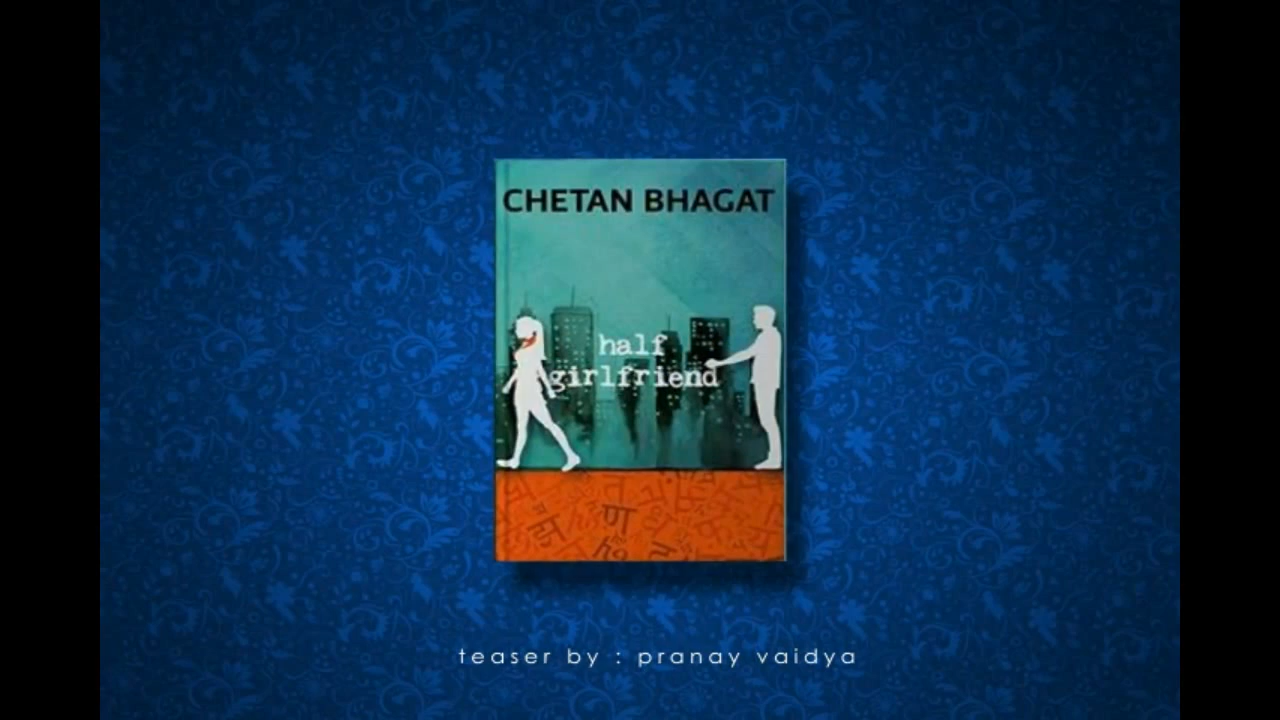 CHETAN BHAGAT
half
girlfriend
ण
teaser by : pranay vaidya